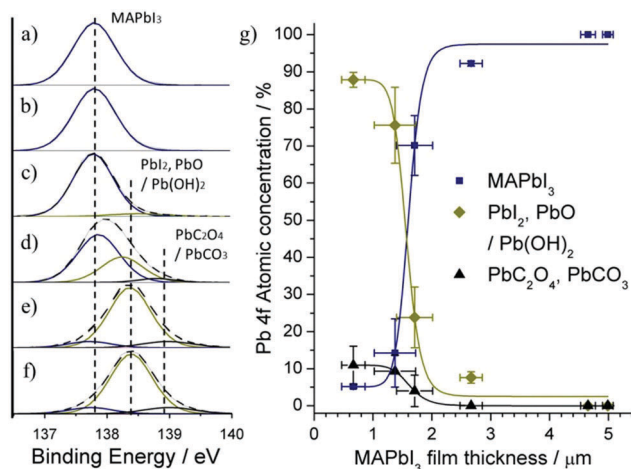 a)
MAPbI₃
b)
c)
PbI₂, PbO
/ Pb(OH)₂
d)
PbC₂O₄
/ PbCO₃
e)
f)
137 138 139 140
Binding Energy / eV
g)
100
90
80
70
60
50
40
30
20
10
0
Pb 4f Atomic concentration / %
MAPbI₃
PbI₂, PbO
/ Pb(OH)₂
PbC₂O₄, PbCO₃
0 1 2 3 4 5
MAPbI₃ film thickness / μm